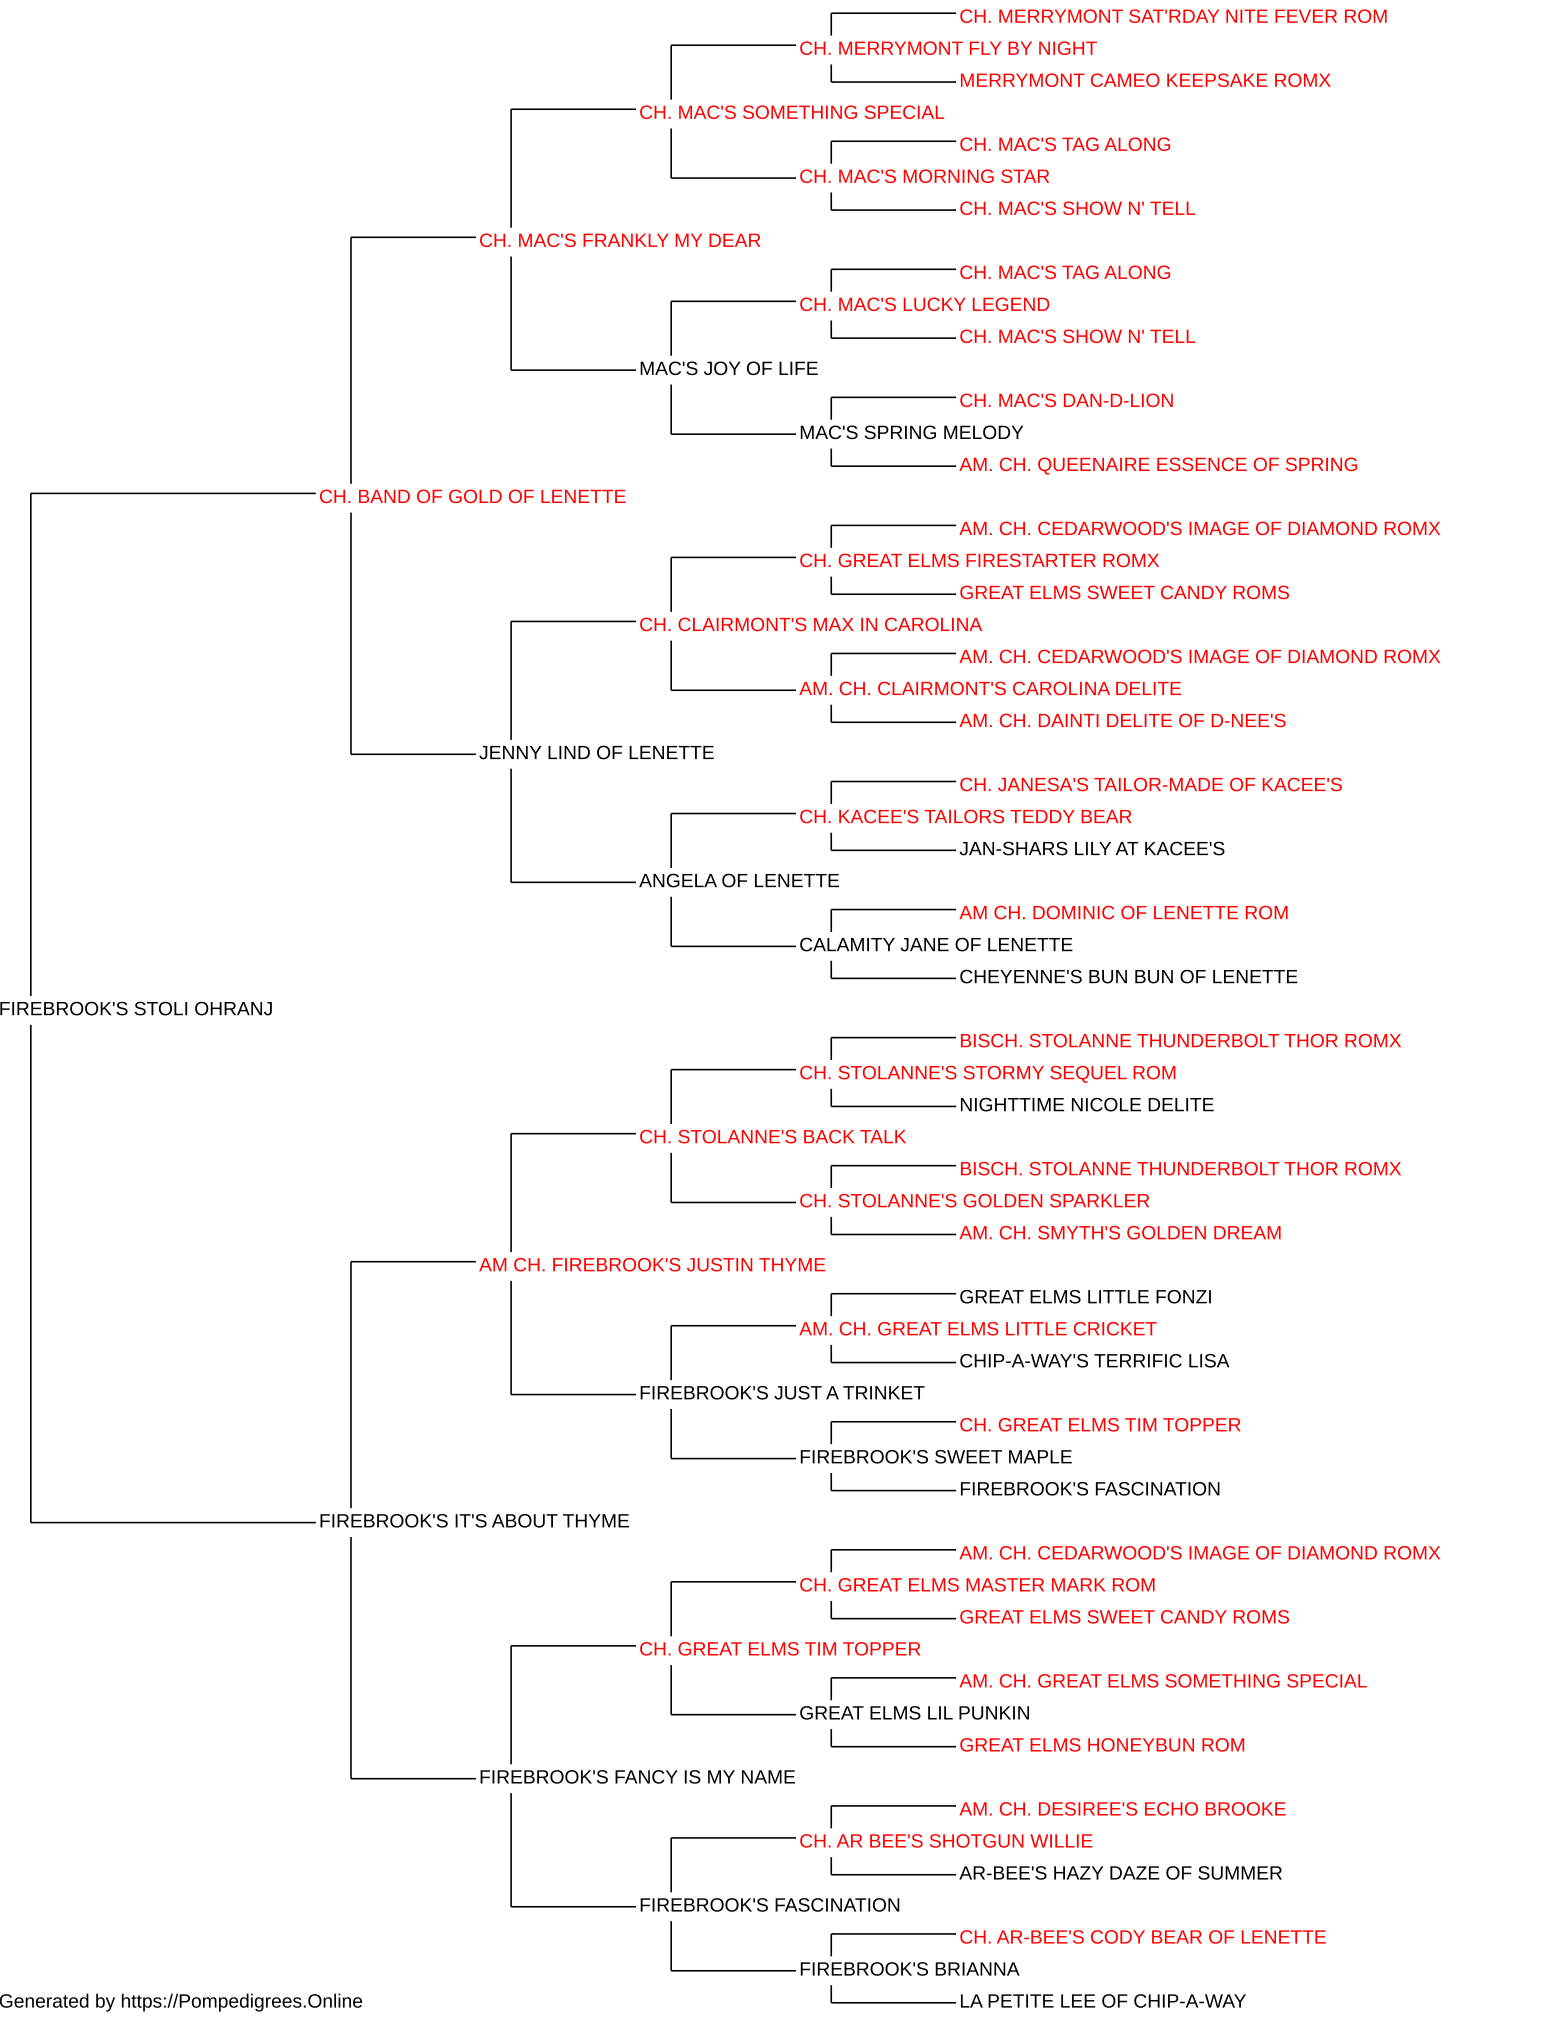 CH. MERRYMONT SAT'RDAY NITE FEVER ROM
CH. MERRYMONT FLY BY NIGHT
MERRYMONT CAMEO KEEPSAKE ROMX
CH. MAC'S SOMETHING SPECIAL
CH. MAC'S TAG ALONG
CH. MAC'S MORNING STAR
CH. MAC'S SHOW N' TELL
CH. MAC'S FRANKLY MY DEAR
CH. MAC'S TAG ALONG
CH. MAC'S LUCKY LEGEND
CH. MAC'S SHOW N' TELL
MAC'S JOY OF LIFE
CH. MAC'S DAN-D-LION
MAC'S SPRING MELODY
AM. CH. QUEENAIRE ESSENCE OF SPRING
CH. BAND OF GOLD OF LENETTE
AM. CH. CEDARWOOD'S IMAGE OF DIAMOND ROMX
CH. GREAT ELMS FIRESTARTER ROMX
GREAT ELMS SWEET CANDY ROMS
CH. CLAIRMONT'S MAX IN CAROLINA
AM. CH. CEDARWOOD'S IMAGE OF DIAMOND ROMX
AM. CH. CLAIRMONT'S CAROLINA DELITE
AM. CH. DAINTI DELITE OF D-NEE'S
JENNY LIND OF LENETTE
CH. JANESA'S TAILOR-MADE OF KACEE'S
CH. KACEE'S TAILORS TEDDY BEAR
JAN-SHARS LILY AT KACEE'S
ANGELA OF LENETTE
AM CH. DOMINIC OF LENETTE ROM
CALAMITY JANE OF LENETTE
CHEYENNE'S BUN BUN OF LENETTE
FIREBROOK'S STOLI OHRANJ
BISCH. STOLANNE THUNDERBOLT THOR ROMX
CH. STOLANNE'S STORMY SEQUEL ROM
NIGHTTIME NICOLE DELITE
CH. STOLANNE'S BACK TALK
BISCH. STOLANNE THUNDERBOLT THOR ROMX
CH. STOLANNE'S GOLDEN SPARKLER
AM. CH. SMYTH'S GOLDEN DREAM
AM CH. FIREBROOK'S JUSTIN THYME
GREAT ELMS LITTLE FONZI
AM. CH. GREAT ELMS LITTLE CRICKET
CHIP-A-WAY'S TERRIFIC LISA
FIREBROOK'S JUST A TRINKET
CH. GREAT ELMS TIM TOPPER
FIREBROOK'S SWEET MAPLE
FIREBROOK'S FASCINATION
FIREBROOK'S IT'S ABOUT THYME
AM. CH. CEDARWOOD'S IMAGE OF DIAMOND ROMX
CH. GREAT ELMS MASTER MARK ROM
GREAT ELMS SWEET CANDY ROMS
CH. GREAT ELMS TIM TOPPER
AM. CH. GREAT ELMS SOMETHING SPECIAL
GREAT ELMS LIL PUNKIN
GREAT ELMS HONEYBUN ROM
FIREBROOK'S FANCY IS MY NAME
AM. CH. DESIREE'S ECHO BROOKE
CH. AR BEE'S SHOTGUN WILLIE
AR-BEE'S HAZY DAZE OF SUMMER
FIREBROOK'S FASCINATION
CH. AR-BEE'S CODY BEAR OF LENETTE
FIREBROOK'S BRIANNA
LA PETITE LEE OF CHIP-A-WAY
Generated by https://Pompedigrees.Online